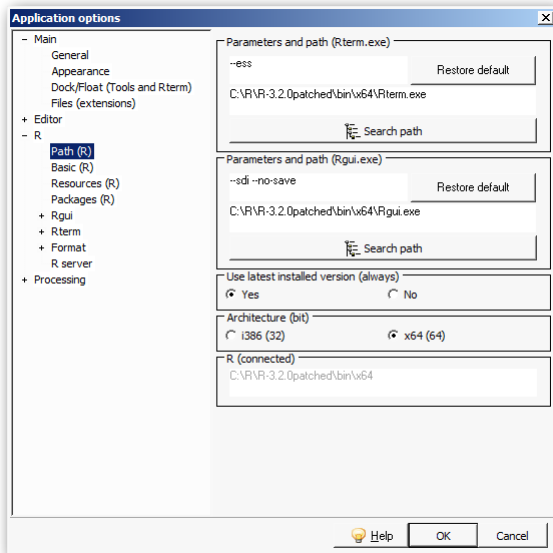 Application options
Main
General
Appearance
Dock/Float (Tools and Rterm)
Files (extensions)
Editor
R
Path (R)
Basic (R)
Resources (R)
Packages (R)
Rgui
Rterm
Format
R server
Processing
Parameters and path (Rterm.exe)
--ess
Restore default
C:\R\R-3.2.0patched\bin\x64\Rterm.exe
Search path
Parameters and path (Rgui.exe)
--sdi --no-save
Restore default
C:\R\R-3.2.0patched\bin\x64\Rgui.exe
Search path
Use latest installed version (always)
Yes No
Architecture (bit)
i386 (32) x64 (64)
R (connected)
C:\R\R-3.2.0patched\bin\x64
Help OK Cancel